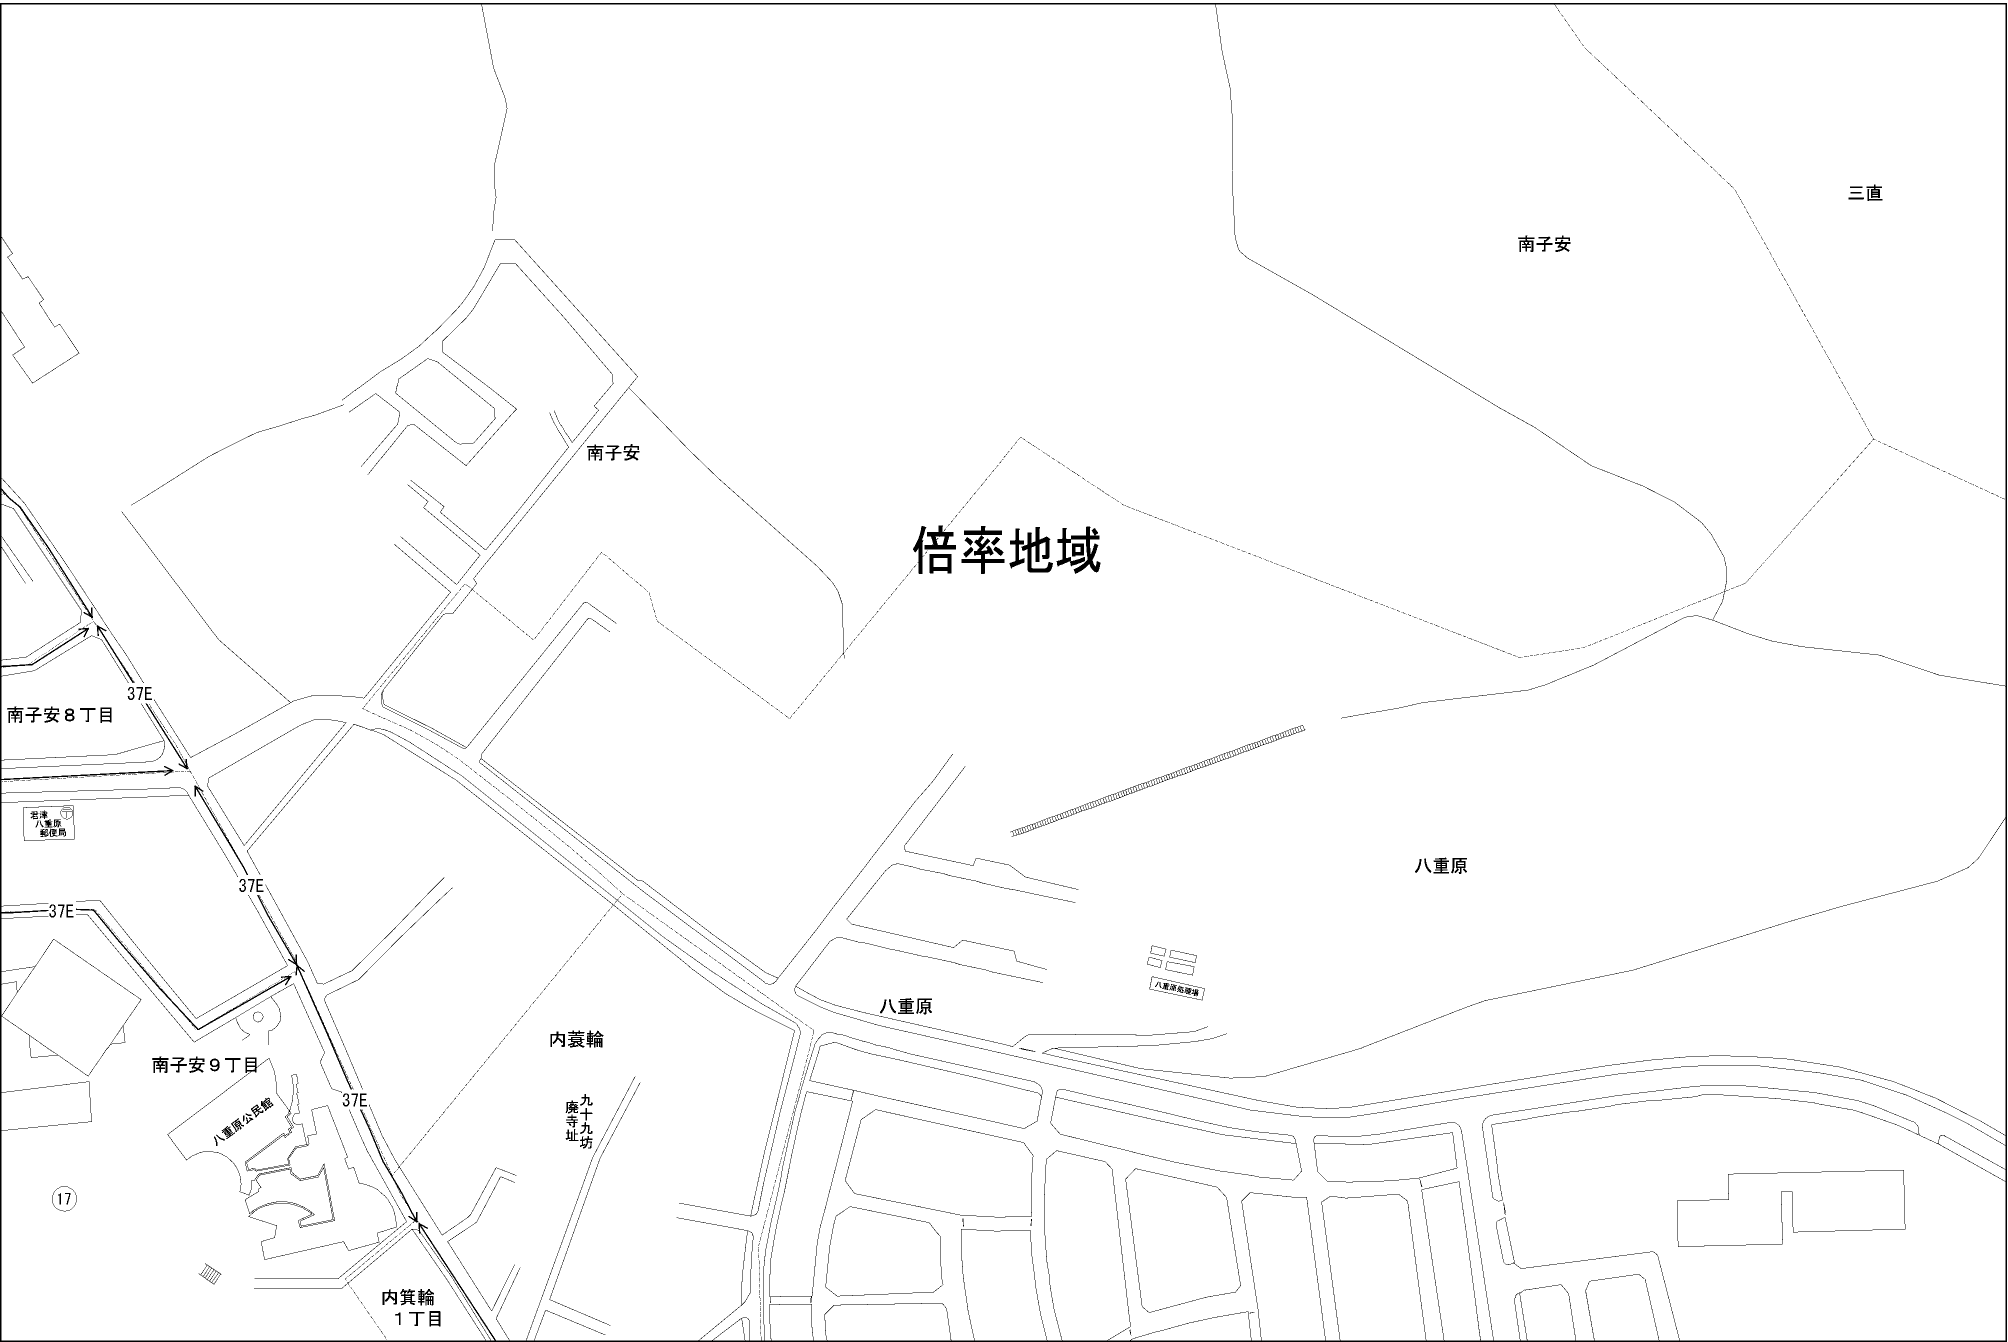 三直
南子安
南子安
倍率地域
37E
南子安８丁目
君津
八重原
郵便局
37E
八重原
37E
八重原処理場
八重原
内蓑輪
南子安９丁目
37E
九十九坊
廃寺址
八重原公民館
17
内箕輪
１丁目